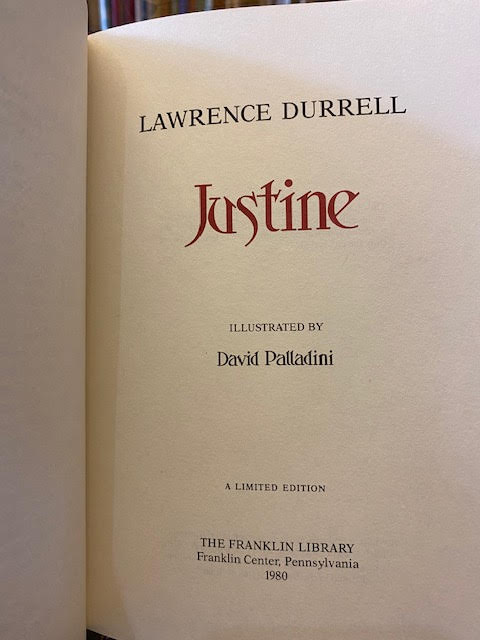 LAWRENCE DURRELL
Justine
ILLUSTRATED BY
David Palladini
A LIMITED EDITION
THE FRANKLIN LIBRARY
Franklin Center, Pennsylvania
1980